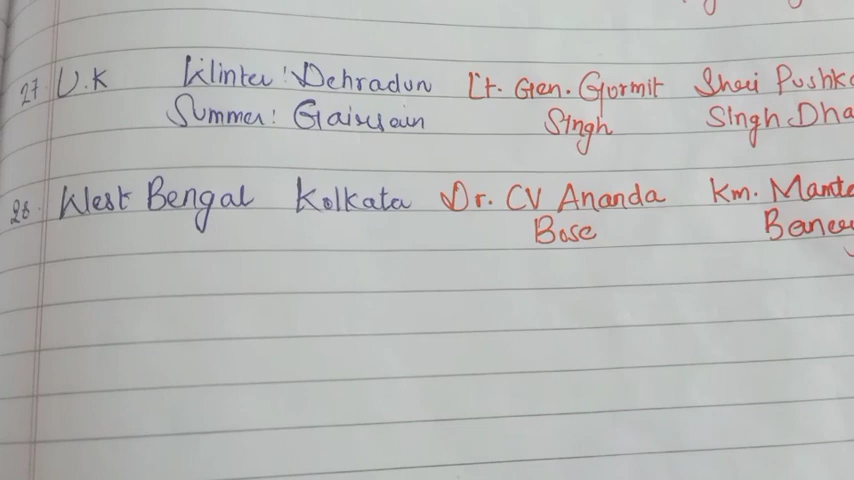 27. U.K Winter: Dehradun Lt. Gen. Gurmit Shri Pushk
Summer: Gairsain Singh Singh Dha
28. West Bengal Kolkata Dr. CV Ananda Km. Mamta
Bose Baner